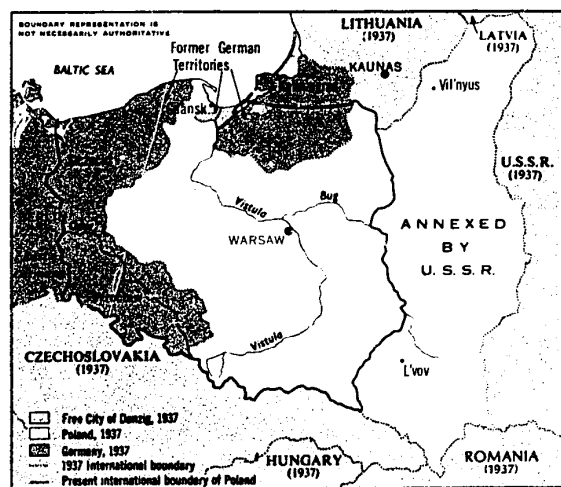 BOUNDARY REPRESENTATION IS
NOT NECESSARILY AUTHORITATIVE
LITHUANIA
(1937)
LATVIA
(1937)
Former German
Territories
BALTIC SEA
KAUNAS
Vil'nyus
U.S.S.R.
(1937)
Vistula
Bug
WARSAW
ANNEXED
BY
U.S.S.R.
Vistula
CZECHOSLOVAKIA
(1937)
L'vov
Free City of Danzig, 1937
Poland, 1937
Germany, 1937
1937 International boundary
Present international boundary of Poland
HUNGARY
(1937)
ROMANIA
(1937)